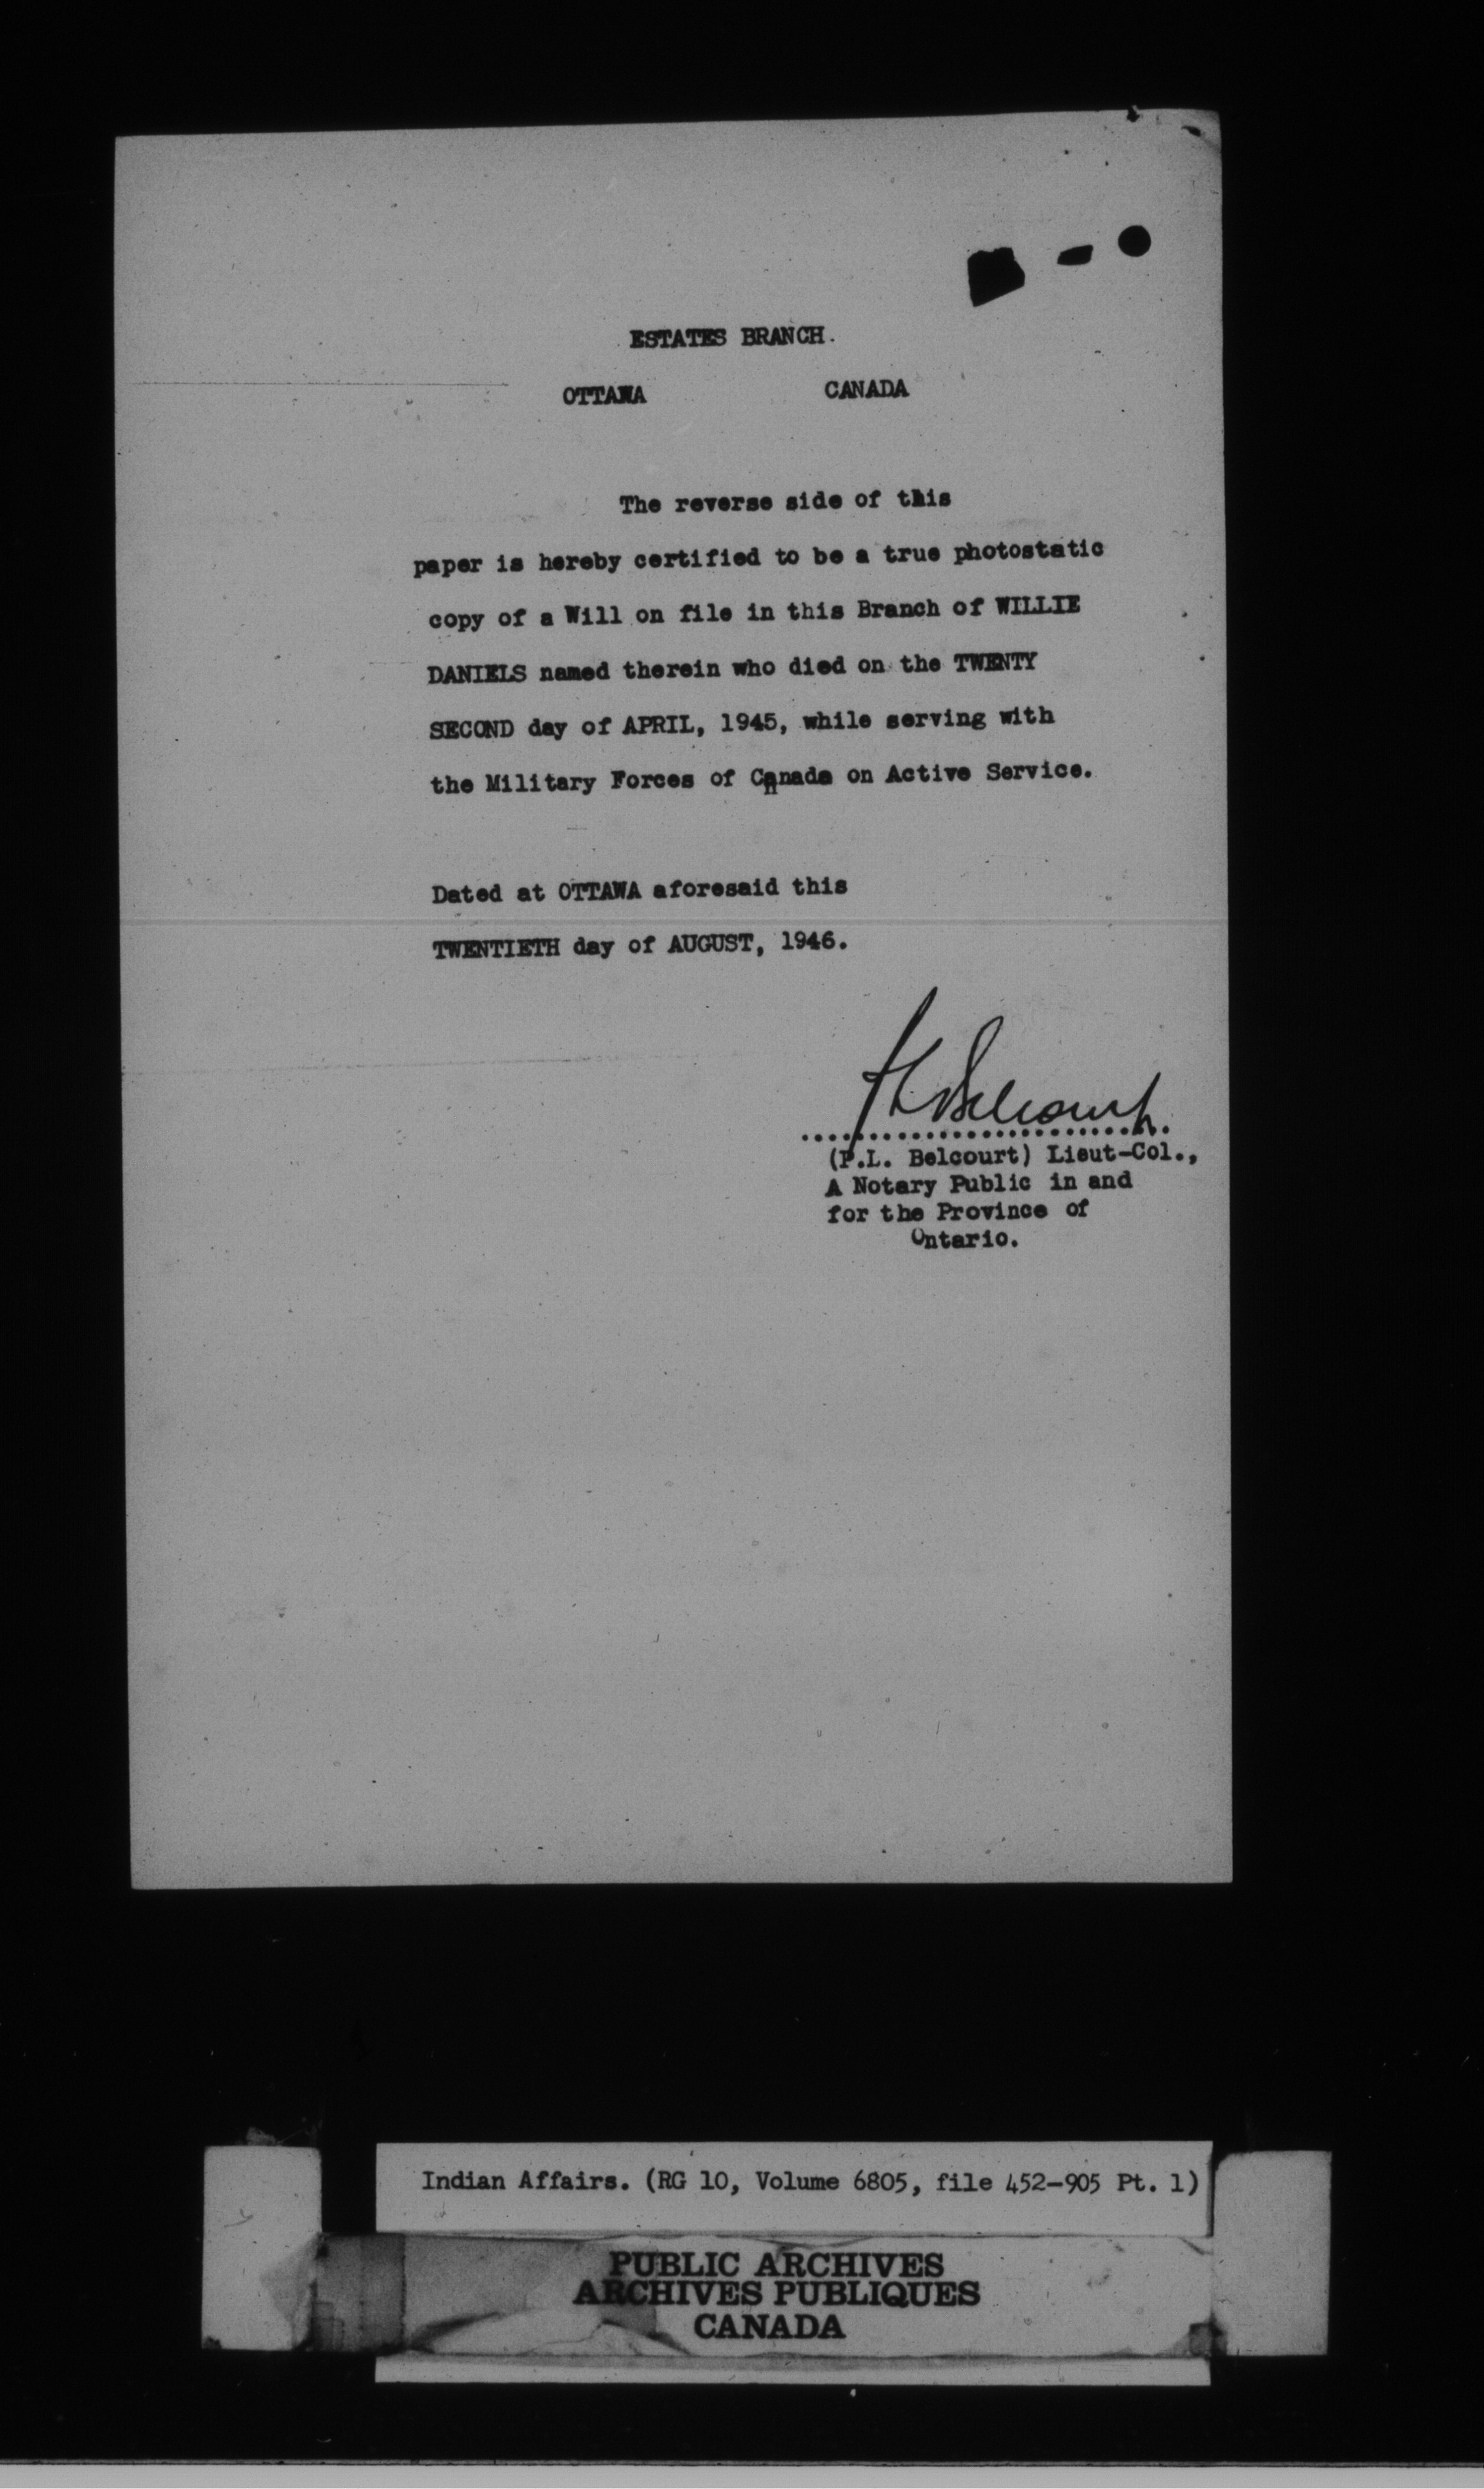 ESTATES BRANCH.
OTTAWA CANADA
The reverse side of this
paper is hereby certified to be a true photostatic
copy of a Will on file in this Branch of WILLIE
DANIELS named therein who died on the TWENTY
SECOND day of APRIL, 1945, while serving with
the Military Forces of Canada on Active Service.
Dated at OTTAWA aforesaid this
TWENTIETH day of AUGUST, 1946.
PLBelcourt
(P.L. Belcourt) Lieut-Col.,
A Notary Public in and
for the Province of
Ontario.
Indian Affairs. (RG 10, Volume 6805, file 452-905 Pt. 1)
PUBLIC ARCHIVES
ARCHIVES PUBLIQUES
CANADA